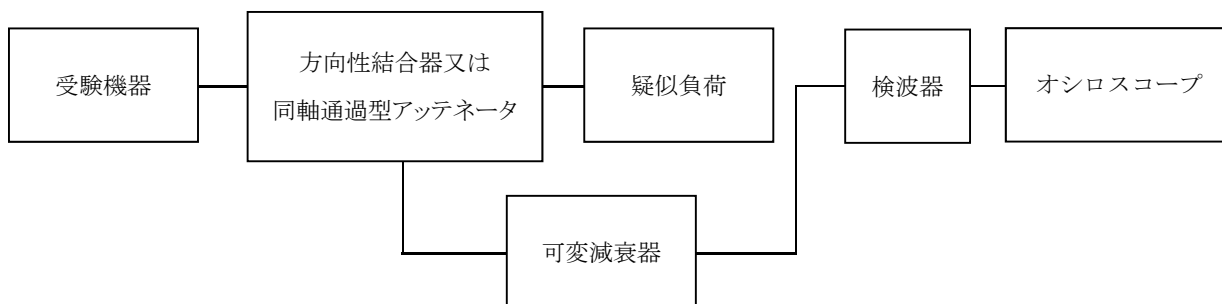 受験機器
方向性結合器又は
同軸通過型アッテネータ
疑似負荷
検波器
オシロスコープ
可変減衰器